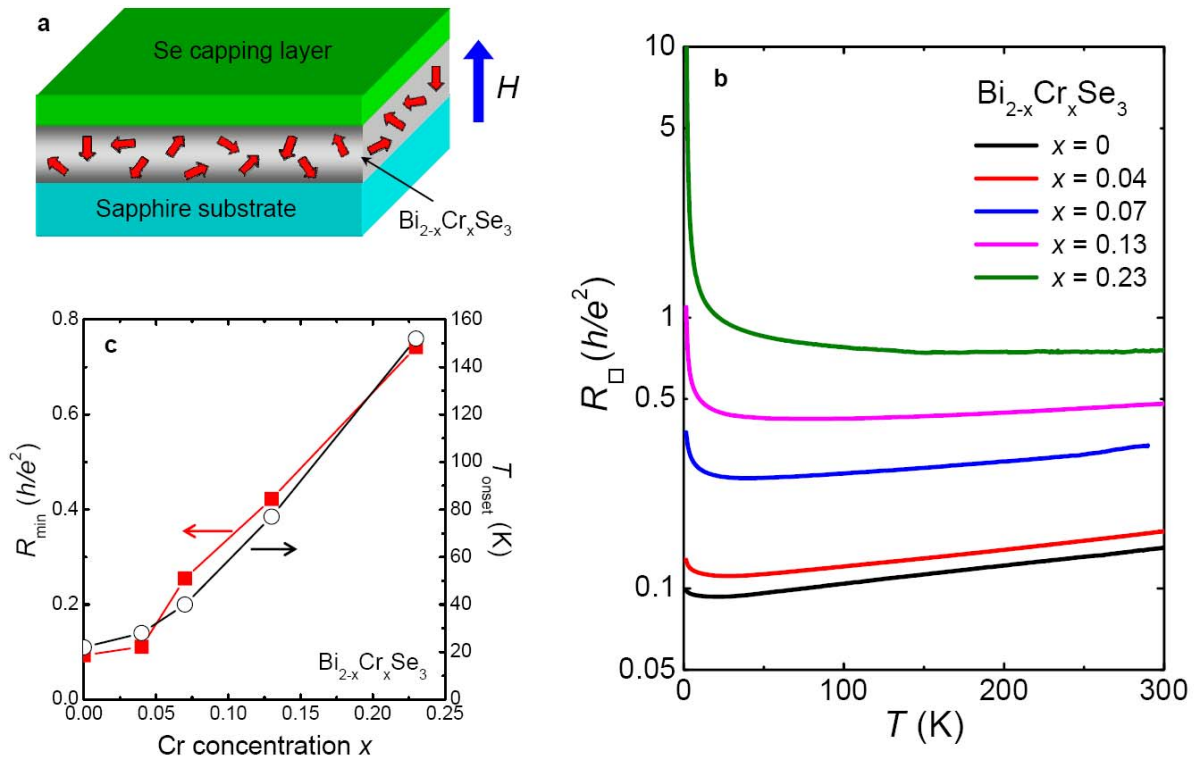 a
Se capping layer
H
Sapphire substrate
Bi₂₋ₓCrₓSe₃
b
Bi₂₋ₓCrₓSe₃
x = 0
x = 0.04
x = 0.07
x = 0.13
x = 0.23
10
5
1
0.5
0.1
0.05
R□ (h/e²)
0
100
200
300
T (K)
c
0.8
0.6
0.4
0.2
0.0
R_min (h/e²)
160
140
120
100
80
60
40
20
0
T_onset (K)
Bi₂₋ₓCrₓSe₃
0.00
0.05
0.10
0.15
0.20
0.25
Cr concentration x